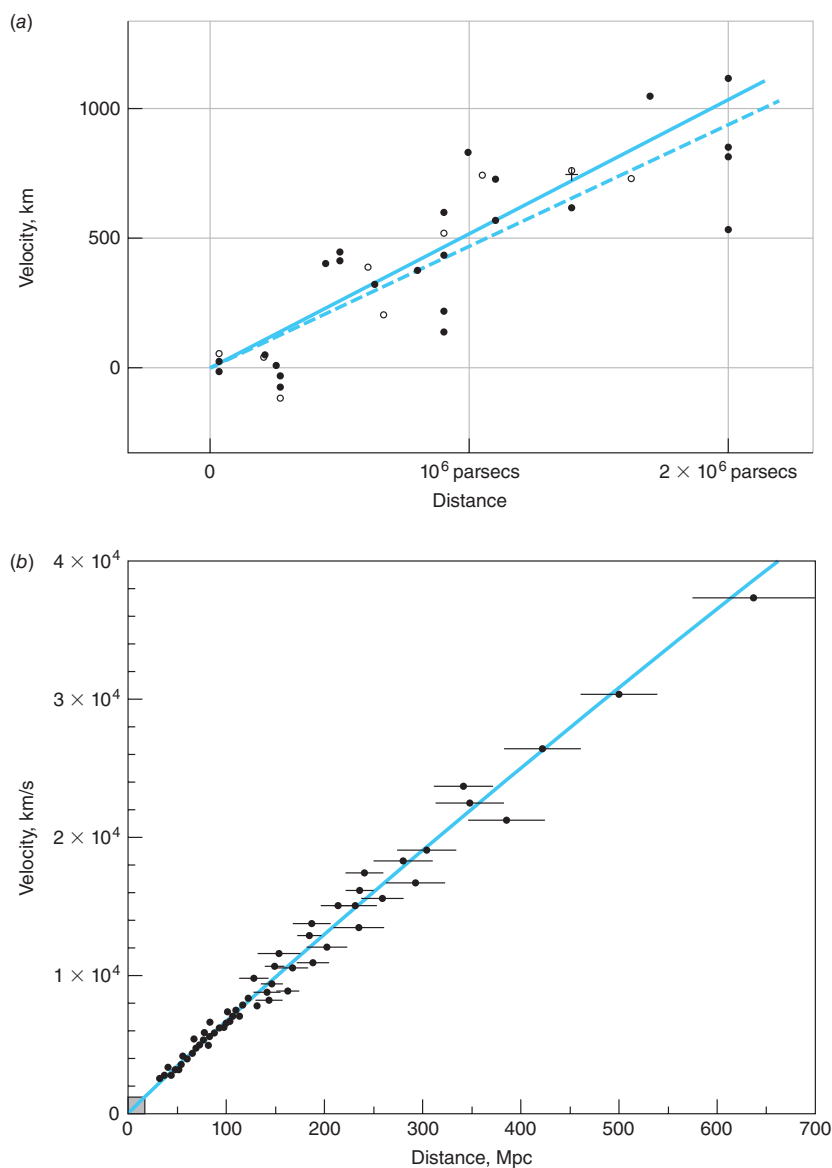 (a)
1000
500
0
Velocity, km
0
10⁶ parsecs
2 × 10⁶ parsecs
Distance
(b)
4 × 10⁴
3 × 10⁴
2 × 10⁴
1 × 10⁴
0
Velocity, km/s
0
100
200
300
400
500
600
700
Distance, Mpc